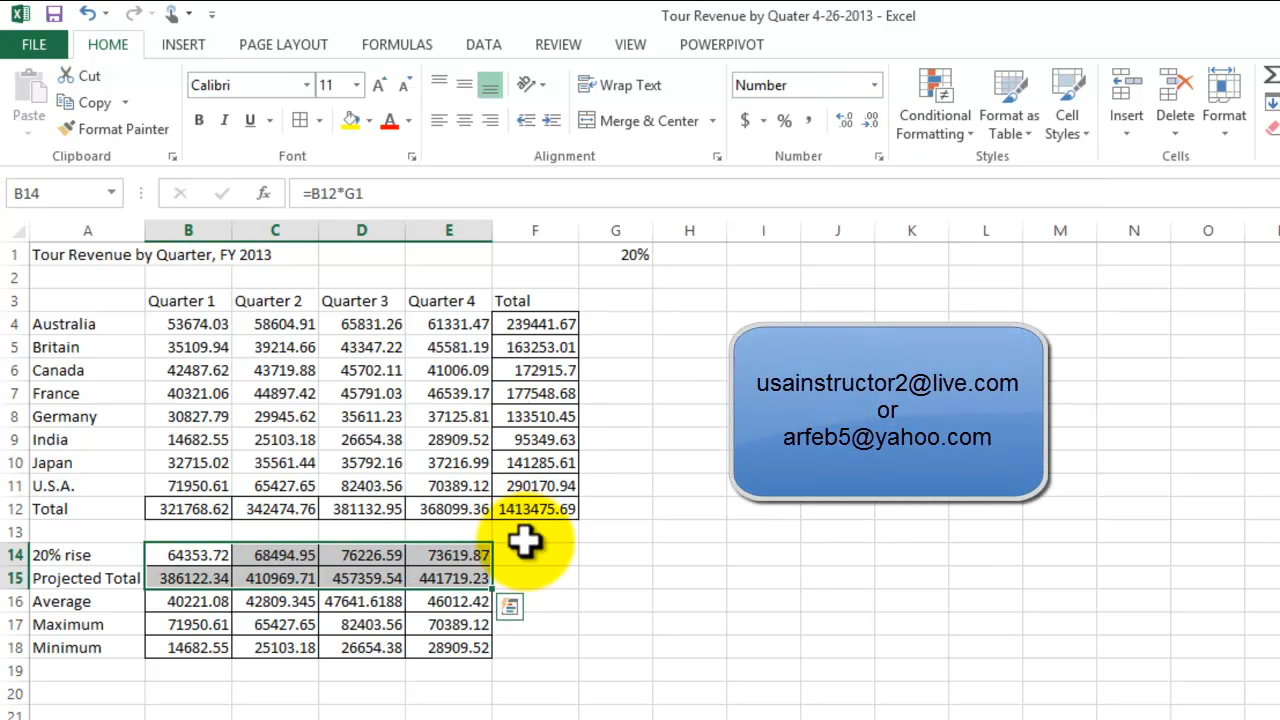 Tour Revenue by Quater 4-26-2013 - Excel
FILE HOME INSERT PAGE LAYOUT FORMULAS DATA REVIEW VIEW POWERPIVOT
Cut
Copy
Format Painter
Paste
Clipboard
Calibri 11
B I U
Font
Wrap Text
Merge & Center
Alignment
Number
$ % ,
Number
Conditional Formatting
Format as Table
Cell Styles
Styles
Insert Delete Format
Cells
B14 fx =B12*G1
A B C D E F G H I J K L M N O
1 Tour Revenue by Quarter, FY 2013 20%
2
3 Quarter 1 Quarter 2 Quarter 3 Quarter 4 Total
4 Australia 53674.03 58604.91 65831.26 61331.47 239441.67
5 Britain 35109.94 39214.66 43347.22 45581.19 163253.01
6 Canada 42487.62 43719.88 45702.11 41006.09 172915.7
7 France 40321.06 44897.42 45791.03 46539.17 177548.68
8 Germany 30827.79 29945.62 35611.23 37125.81 133510.45
9 India 14682.55 25103.18 26654.38 28909.52 95349.63
10 Japan 32715.02 35561.44 35792.16 37216.99 141285.61
11 U.S.A. 71950.61 65427.65 82403.56 70389.12 290170.94
12 Total 321768.62 342474.76 381132.95 368099.36 1413475.69
13
14 20% rise 64353.72 68494.95 76226.59 73619.87
15 Projected Total 386122.34 410969.71 457359.54 441719.23
16 Average 40221.08 42809.345 47641.6188 46012.42
17 Maximum 71950.61 65427.65 82403.56 70389.12
18 Minimum 14682.55 25103.18 26654.38 28909.52
19
20
21
usainstructor2@live.com
or
arfeb5@yahoo.com